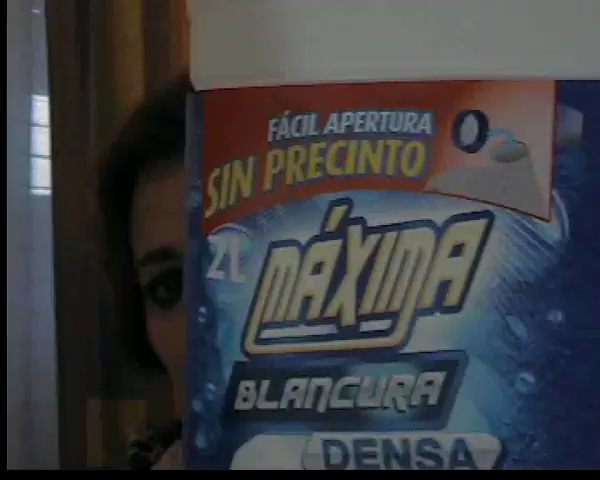 FÁCIL APERTURA
SIN PRECINTO
2L
MÁXIMA
BLANCURA
DENSA